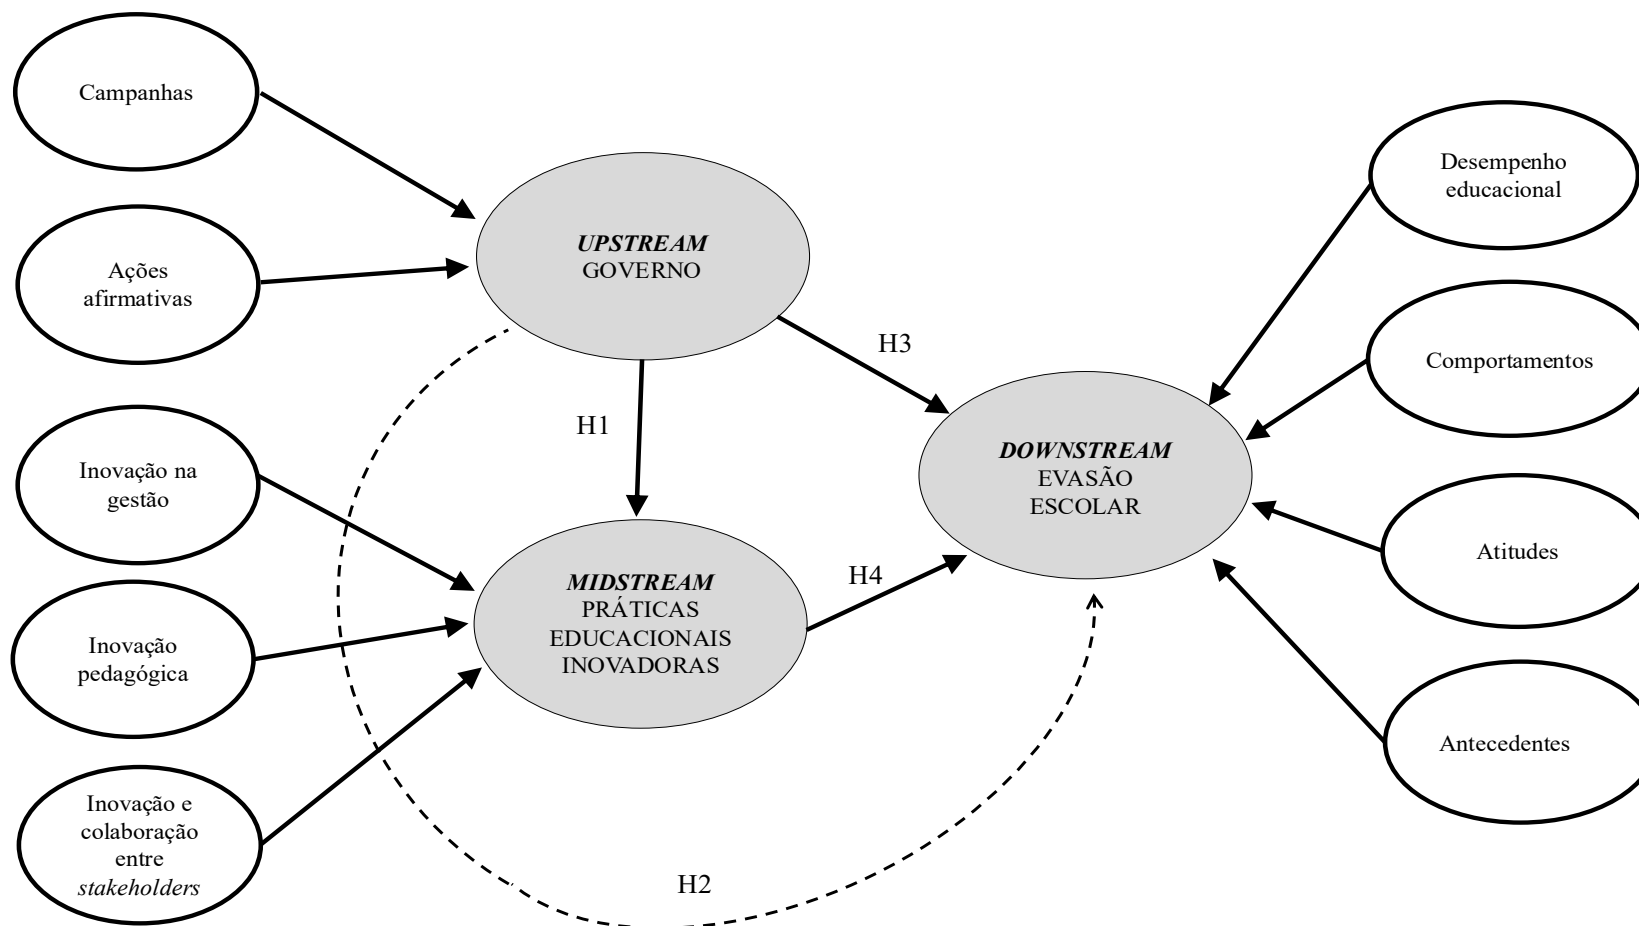 Campanhas
Ações
afirmativas
Inovação na
gestão
Inovação
pedagógica
Inovação e
colaboração
entre
stakeholders
UPSTREAM
GOVERNO
H1
MIDSTREAM
PRÁTICAS
EDUCACIONAIS
INOVADORAS
H3
H4
H2
DOWNSTREAM
EVASÃO
ESCOLAR
Desempenho
educacional
Comportamentos
Atitudes
Antecedentes